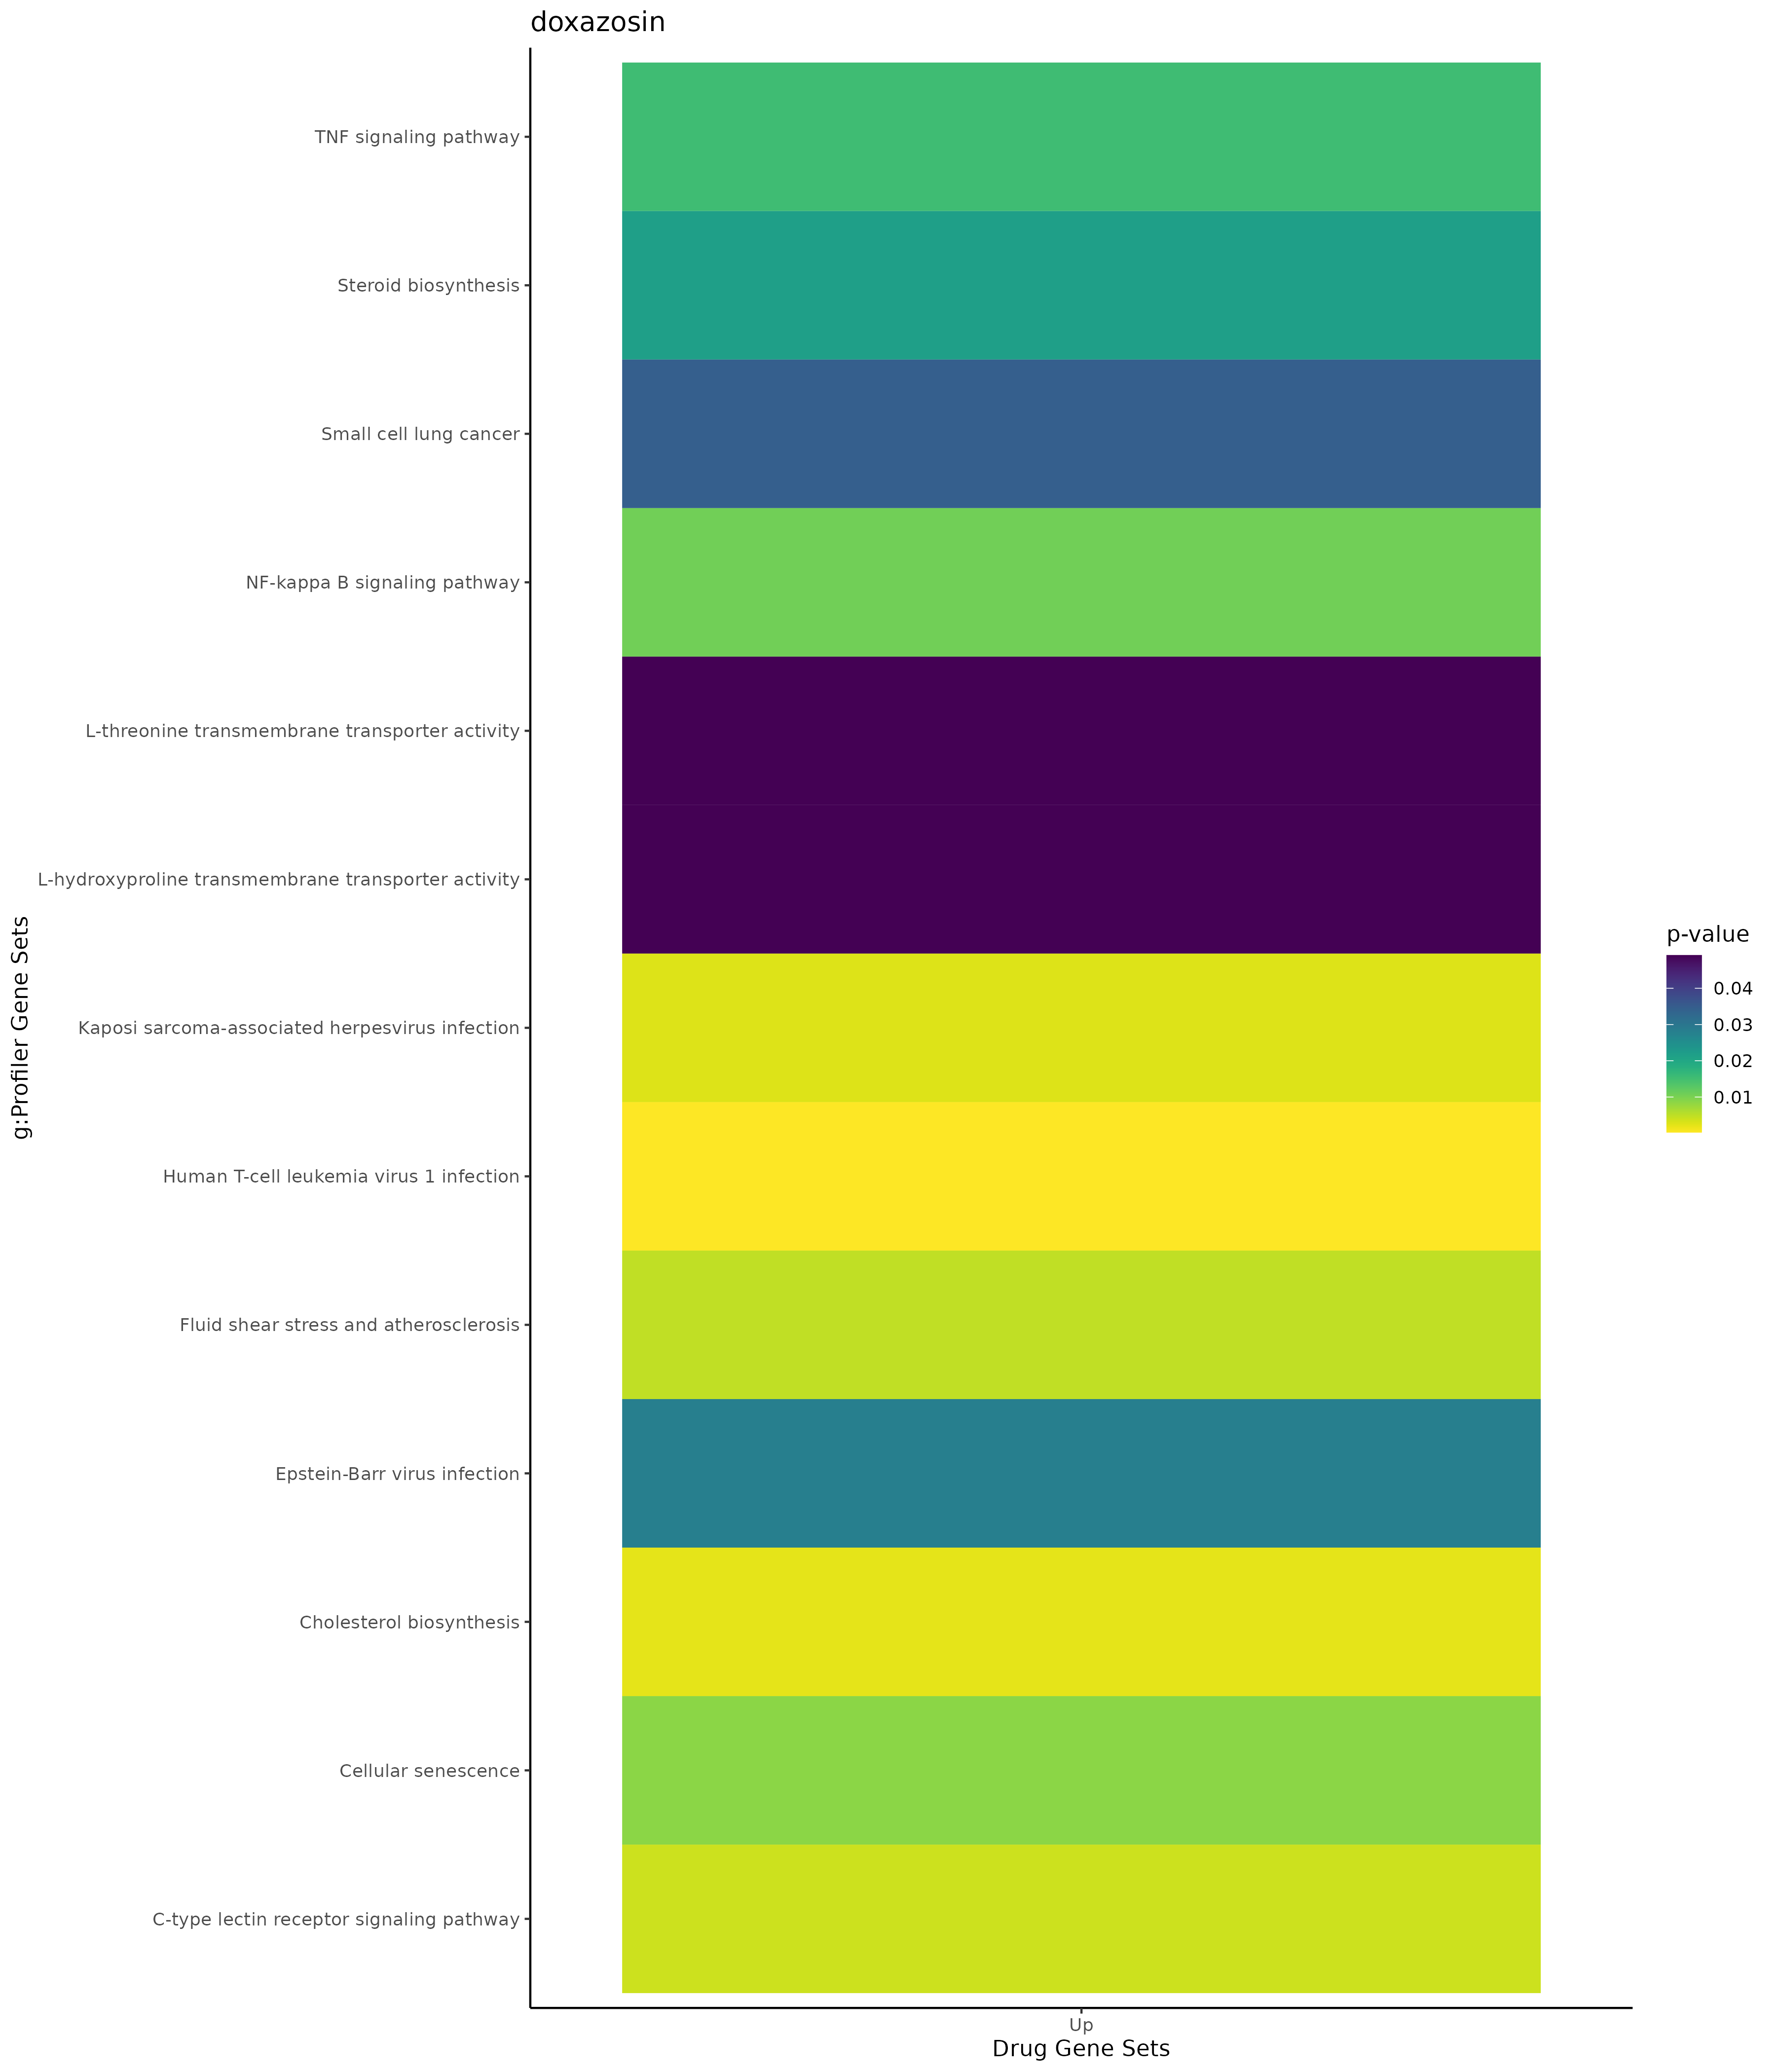 doxazosin
TNF signaling pathway
Steroid biosynthesis
Small cell lung cancer
NF-kappa B signaling pathway
L-threonine transmembrane transporter activity
L-hydroxyproline transmembrane transporter activity
Kaposi sarcoma-associated herpesvirus infection
Human T-cell leukemia virus 1 infection
Fluid shear stress and atherosclerosis
Epstein-Barr virus infection
Cholesterol biosynthesis
Cellular senescence
C-type lectin receptor signaling pathway
g:Profiler Gene Sets
Up
Drug Gene Sets
p-value
0.04
0.03
0.02
0.01